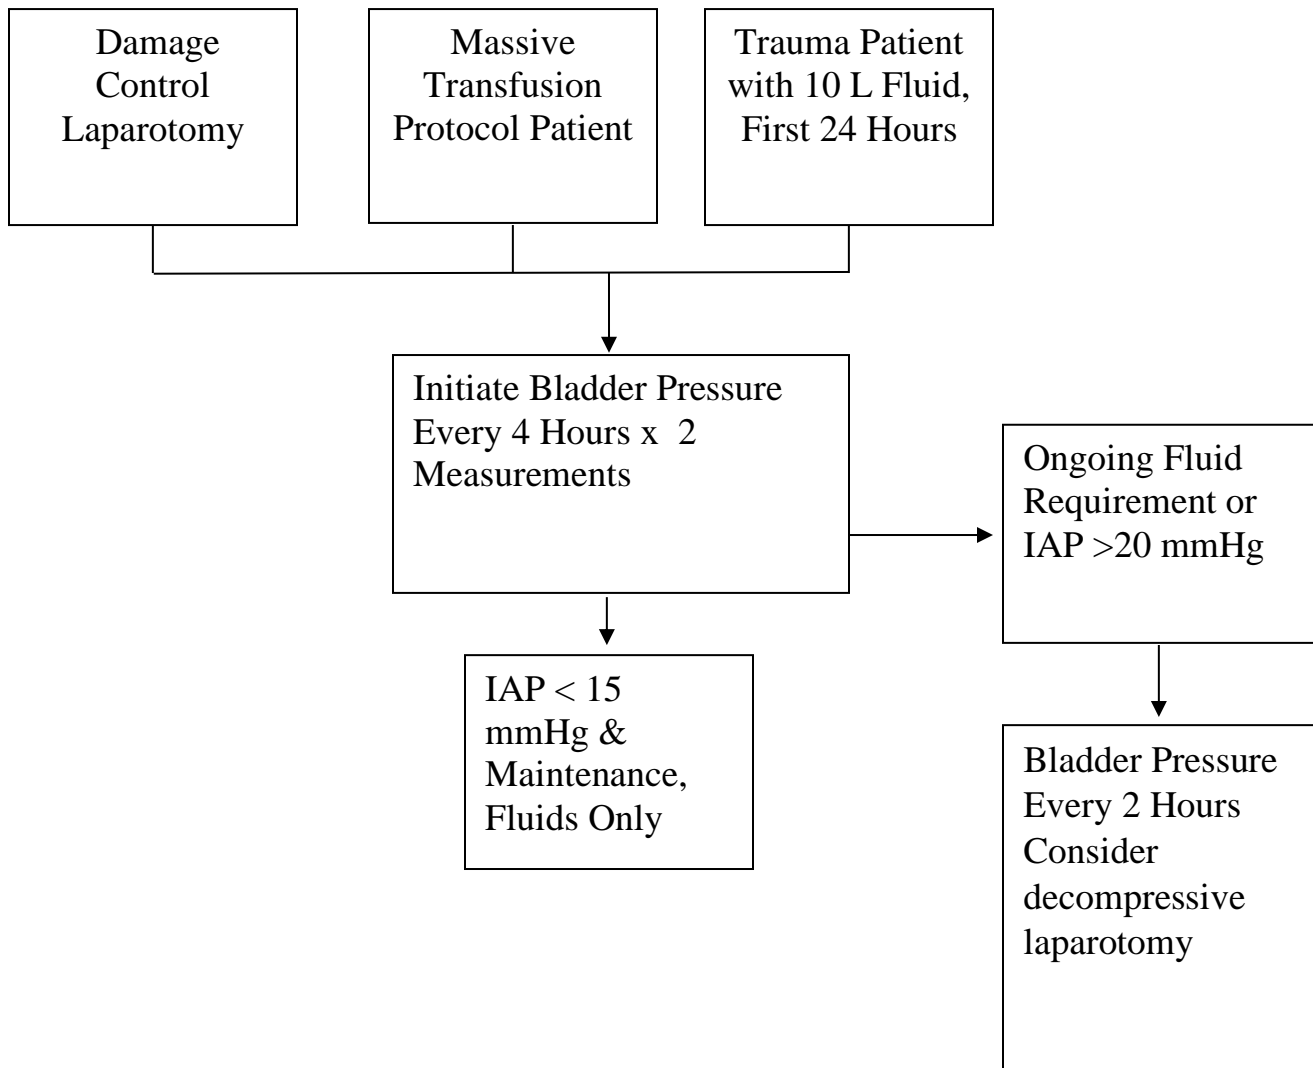 Damage
Control
Laparotomy
Massive
Transfusion
Protocol Patient
Trauma Patient
with 10 L Fluid,
First 24 Hours
Initiate Bladder Pressure
Every 4 Hours x  2
Measurements
Ongoing Fluid
Requirement or
IAP >20 mmHg
IAP < 15
mmHg &
Maintenance,
Fluids Only
Bladder Pressure
Every 2 Hours
Consider
decompressive
laparotomy